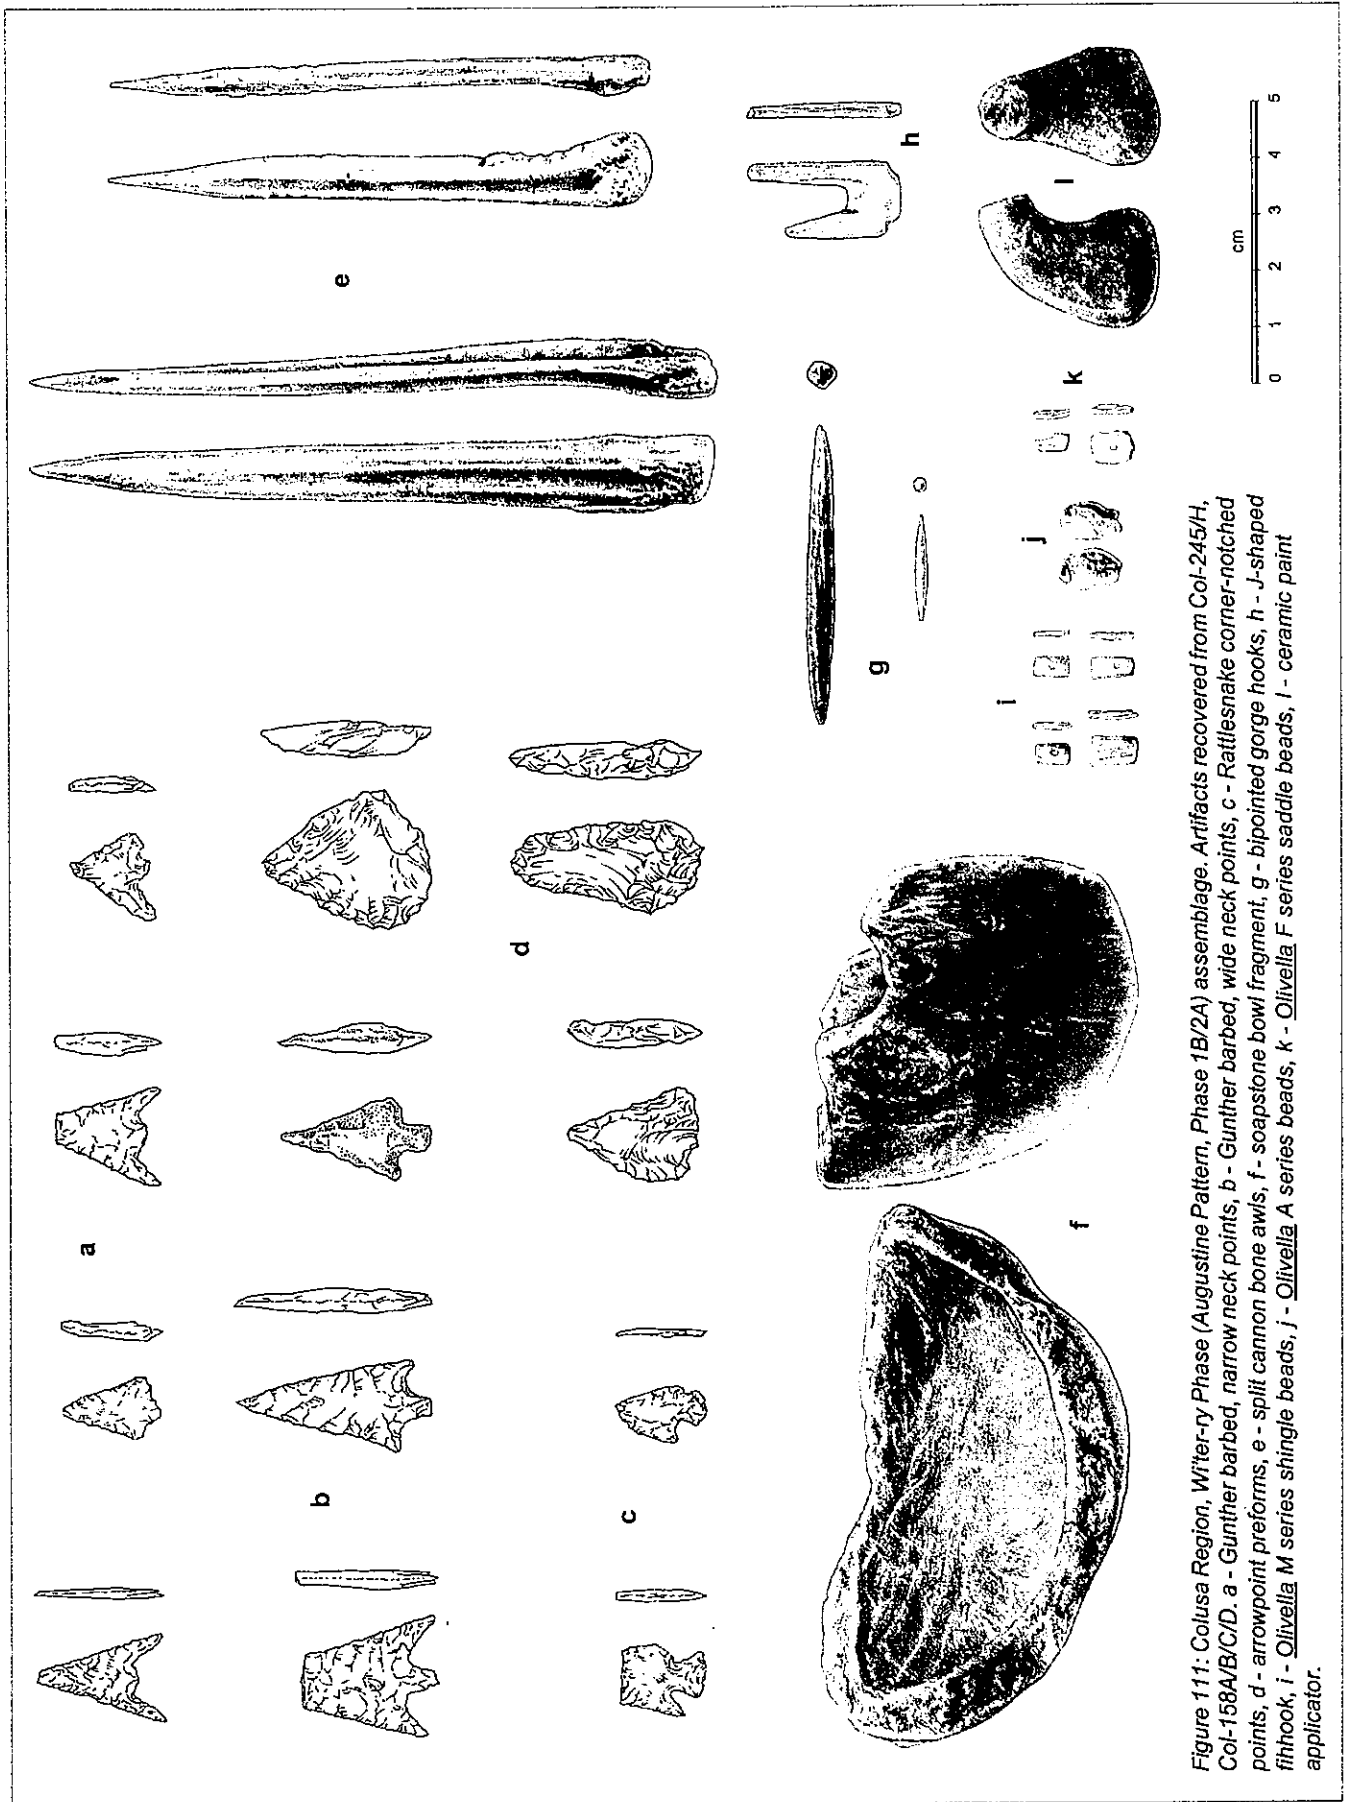 a
b
c
d
e
f
g
h
i
j
k
l
cm
0 1 2 3 4 5
Figure 111: Colusa Region, Wi'ter-ry Phase (Augustine Pattern, Phase 1B/2A) assemblage. Artifacts recovered from Col-245/H,
Col-158A/B/C/D. a - Gunther barbed, narrow neck points, b - Gunther barbed, wide neck points, c - Rattlesnake corner-notched
points, d - arrowpoint preforms, e - split cannon bone awls, f - soapstone bowl fragment, g - bipointed gorge hooks, h - J-shaped
fihhook, i - Olivella M series shingle beads, j - Olivella A series beads, k - Olivella F series saddle beads, l - ceramic paint
applicator.